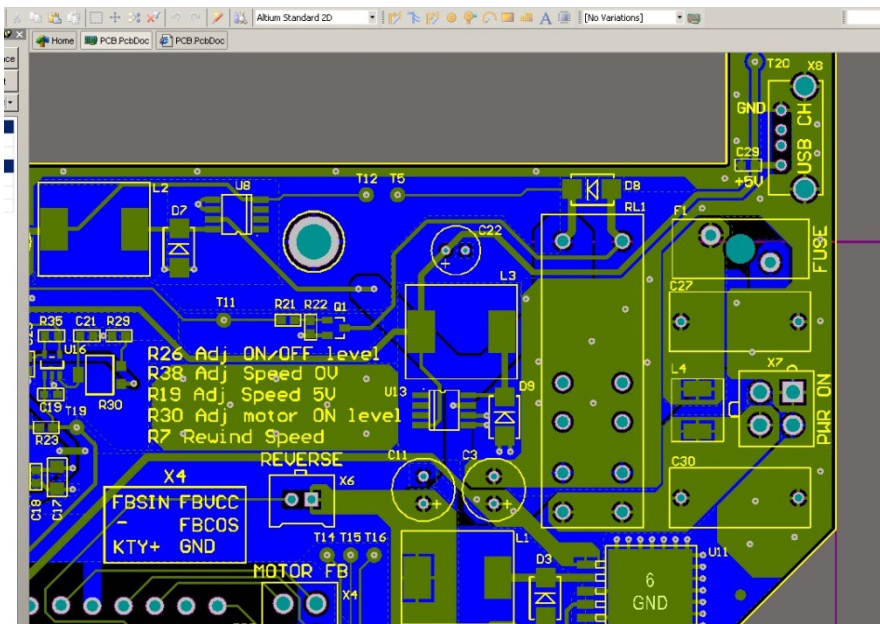 Altium Standard 2D
[No Variations]
Home
PCB.PcbDoc
PCB.PcbDoc
T20
X8
GND
USB CH
C29
+5V
L2
D7
U8
T12
T5
D8
RL1
F1
FUSE
C22
C27
L3
T11
R21
R22
Q1
R35
C21
R29
U16
R30
C19
T19
R23
C18
C17
R26 Adj ON/OFF level
R38 Adj Speed 0V
R19 Adj Speed 5V
R30 Adj motor ON level
R7 Rewind Speed
U13
D9
L4
X7
PWR ON
REVERSE
X6
C11
C3
C30
X4
FBSIN FBVCC
- FBCOS
KTY+ GND
T14
T15
T16
L1
D3
U11
MOTOR FB
X4
6
GND